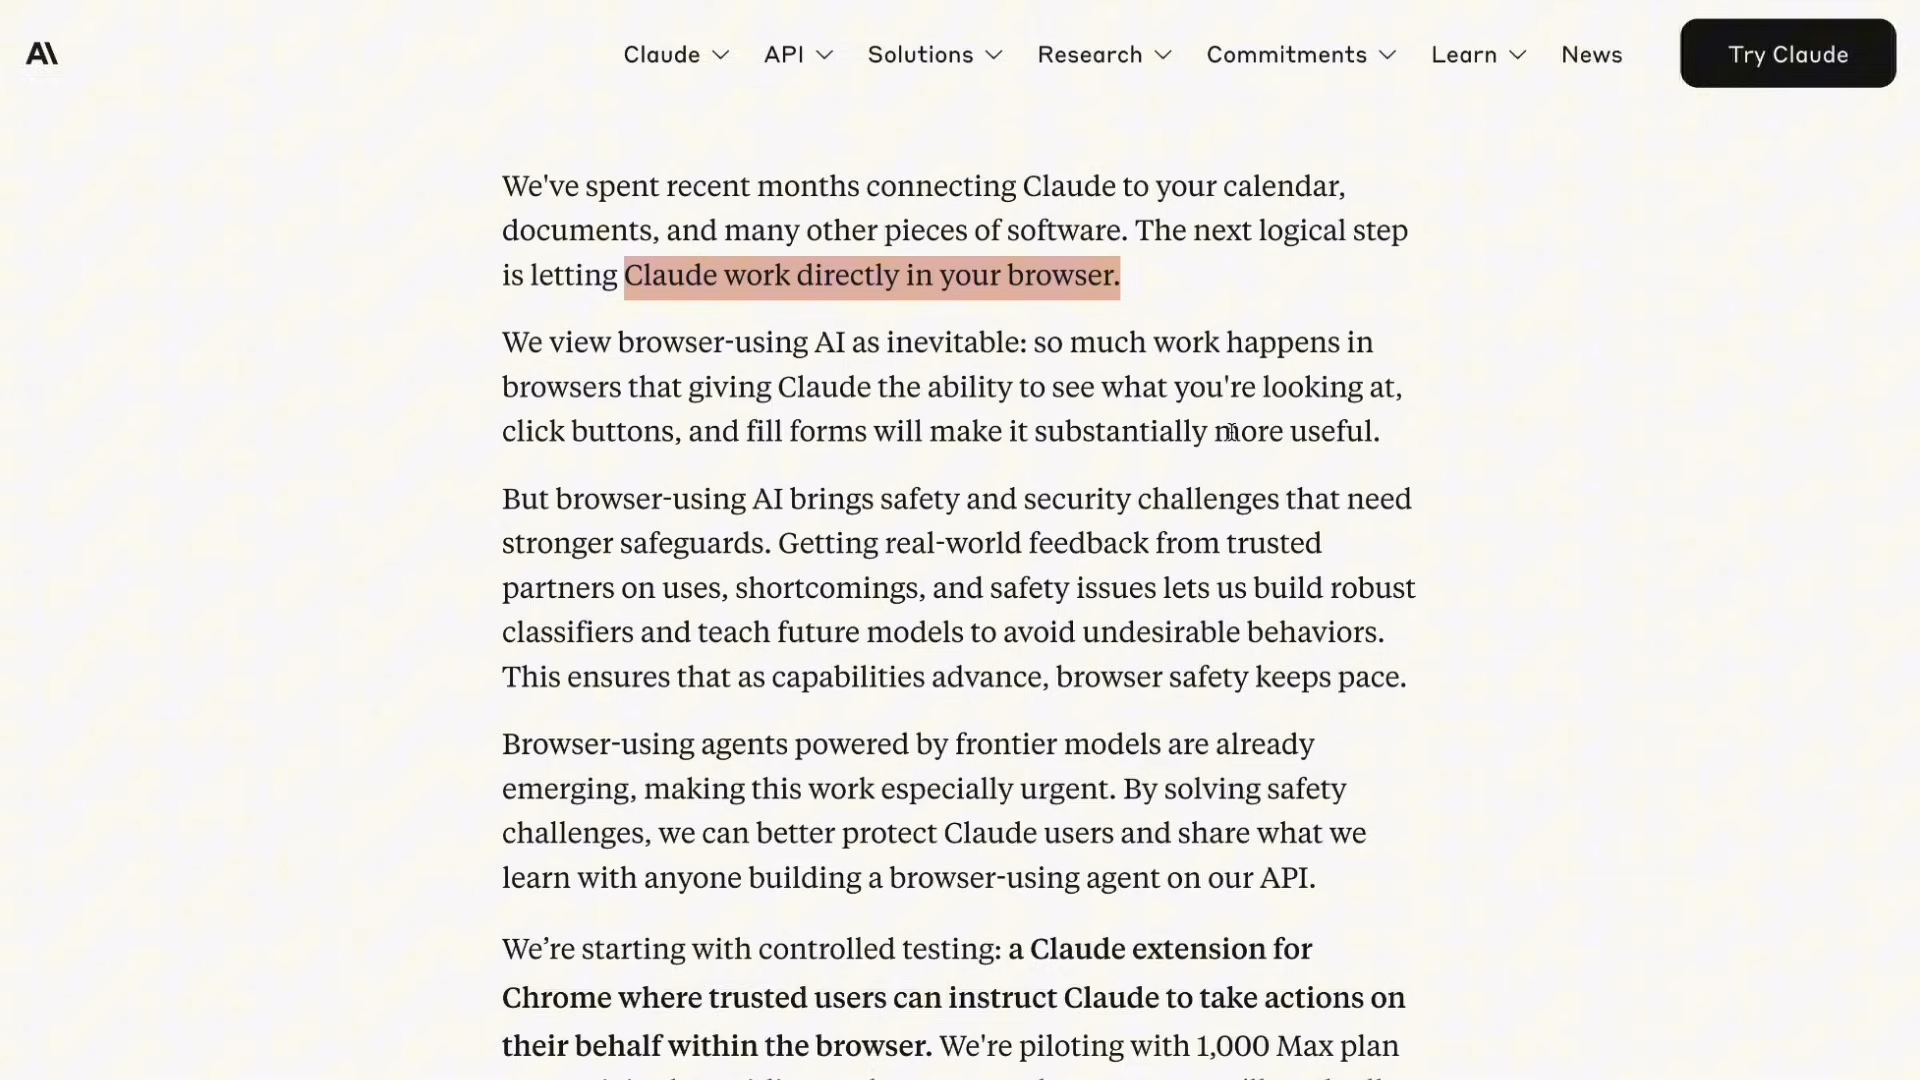 A\
Claude
API
Solutions
Research
Commitments
Learn
News
Try Claude
We've spent recent months connecting Claude to your calendar,
documents, and many other pieces of software. The next logical step
is letting Claude work directly in your browser.
We view browser-using AI as inevitable: so much work happens in
browsers that giving Claude the ability to see what you're looking at,
click buttons, and fill forms will make it substantially more useful.
But browser-using AI brings safety and security challenges that need
stronger safeguards. Getting real-world feedback from trusted
partners on uses, shortcomings, and safety issues lets us build robust
classifiers and teach future models to avoid undesirable behaviors.
This ensures that as capabilities advance, browser safety keeps pace.
Browser-using agents powered by frontier models are already
emerging, making this work especially urgent. By solving safety
challenges, we can better protect Claude users and share what we
learn with anyone building a browser-using agent on our API.
We’re starting with controlled testing: a Claude extension for
Chrome where trusted users can instruct Claude to take actions on
their behalf within the browser. We're piloting with 1,000 Max plan